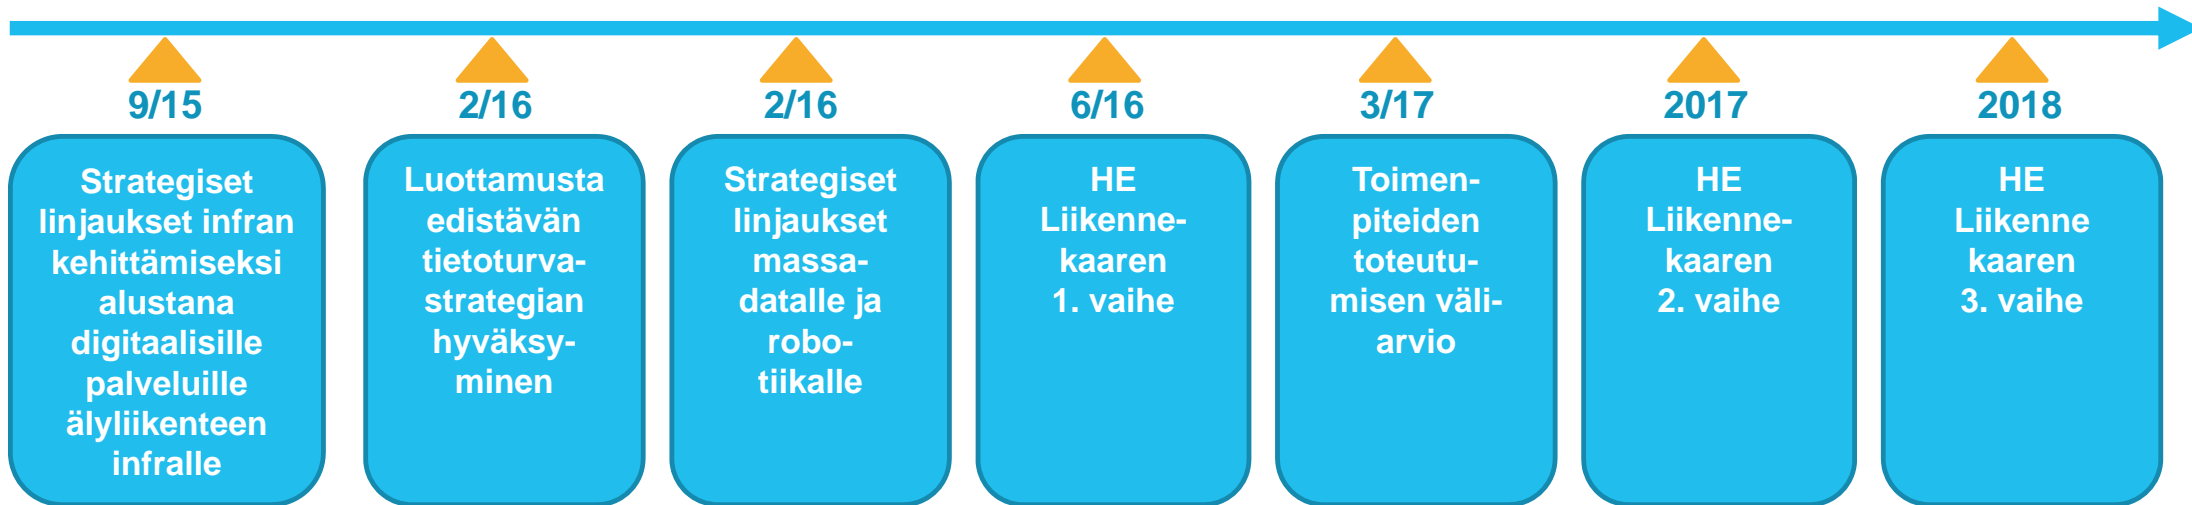 9/15
Strategiset
linjaukset infran
kehittämiseksi
alustana
digitaalisille
palveluille
älyliikenteen
infralle
2/16
Luottamusta
edistävän
tietoturva-
strategian
hyväksy-
minen
2/16
Strategiset
linjaukset
massa-
datalle ja
robo-
tiikalle
6/16
HE
Liikenne-
kaaren
1. vaihe
3/17
Toimen-
piteiden
toteutu-
misen väli-
arvio
2017
HE
Liikenne-
kaaren
2. vaihe
2018
HE
Liikenne
kaaren
3. vaihe